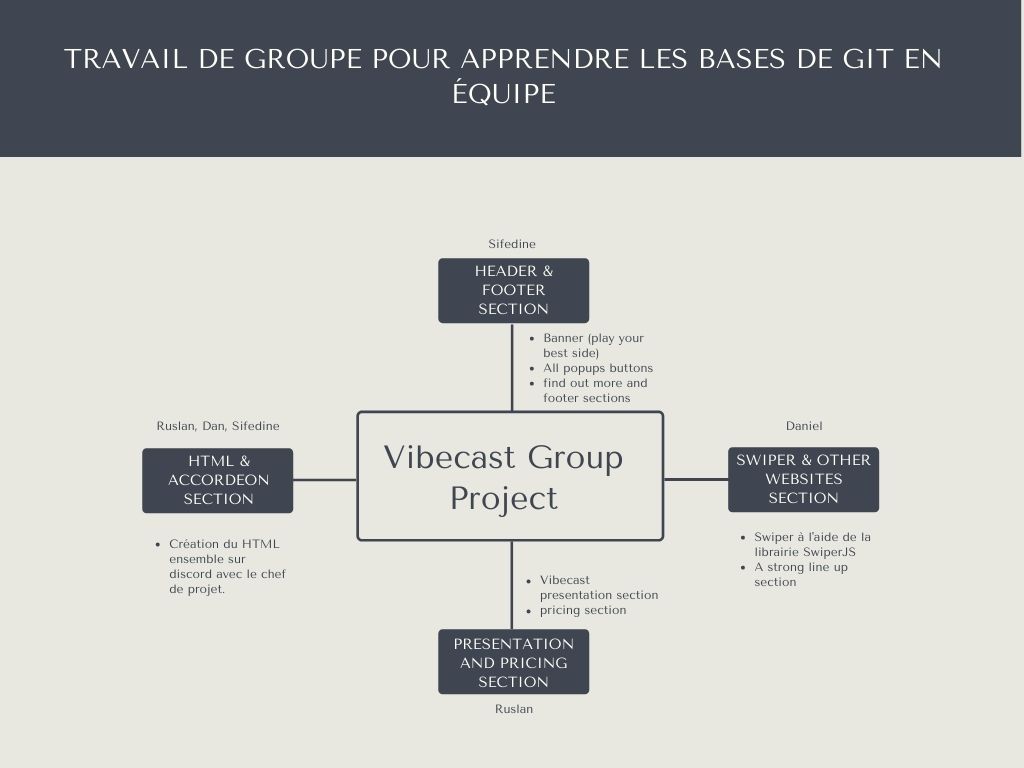 TRAVAIL DE GROUPE POUR APPRENDRE LES BASES DE GIT EN
ÉQUIPE
Sifedine
HEADER &
FOOTER
SECTION
• Banner (play your
best side)
• All popups buttons
• find out more and
footer sections
Ruslan, Dan, Sifedine
HTML &
ACCORDEON
SECTION
• Création du HTML
ensemble sur
discord avec le chef
de projet.
Vibecast Group
Project
Daniel
SWIPER & OTHER
WEBSITES
SECTION
• Swiper à l'aide de la
librairie SwiperJS
• A strong line up
section
• Vibecast
presentation section
• pricing section
PRESENTATION
AND PRICING
SECTION
Ruslan